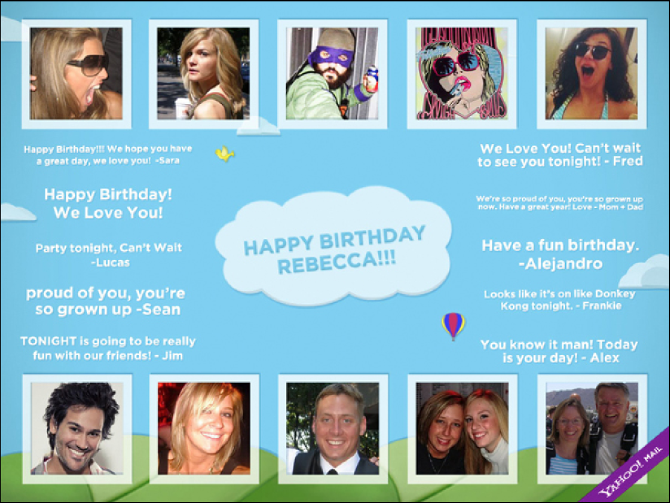 Happy Birthday!!! We hope you have
a great day, we love you! -Sara
Happy Birthday!
We Love You!
Party tonight, Can't Wait
-Lucas
proud of you, you're
so grown up -Sean
TONIGHT is going to be really
fun with our friends! - Jim
HAPPY BIRTHDAY
REBECCA!!!
We Love You! Can't wait
to see you tonight! - Fred
We're so proud of you, you're so grown up
now. Have a great year! Love - Mom + Dad
Have a fun birthday.
-Alejandro
Looks like it's on like Donkey
Kong tonight. - Frankie
You know it man! Today
is your day! - Alex
YAHOO! MAIL